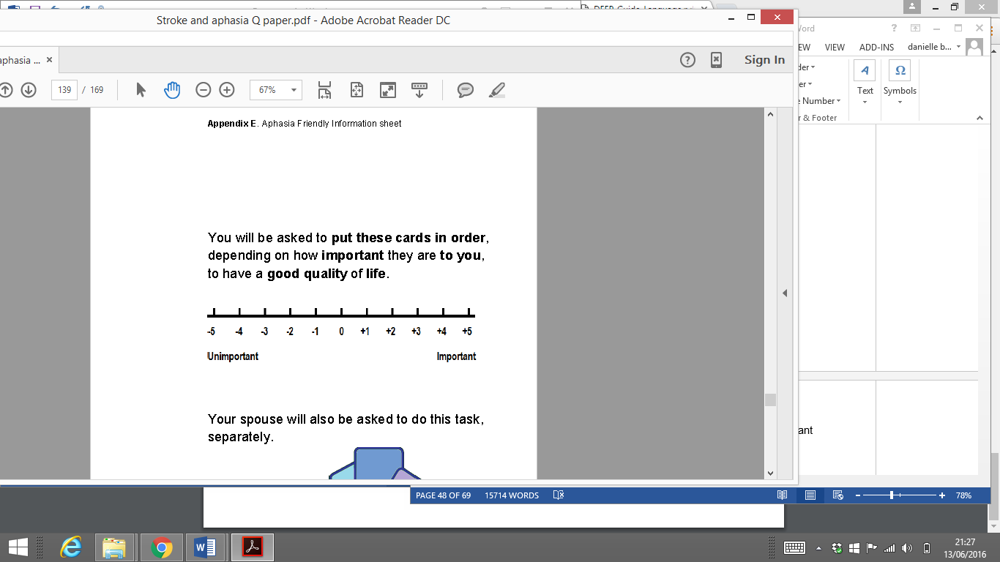 DEEP-Guide-Language.pdf
Stroke and aphasia Q paper.pdf - Adobe Acrobat Reader DC
aphasia ... ×
Sign In
139 / 169
67%
Appendix E. Aphasia Friendly Information sheet
You will be asked to put these cards in order,
depending on how important they are to you,
to have a good quality of life.
-5 -4 -3 -2 -1 0 +1 +2 +3 +4 +5
Unimportant Important
Your spouse will also be asked to do this task,
separately.
Word
EW VIEW ADD-INS danielle b...
der
er
e Number
r & Footer
A Ω
Text Symbols
ant
PAGE 48 OF 69 15714 WORDS 78%
21:27
13/06/2016